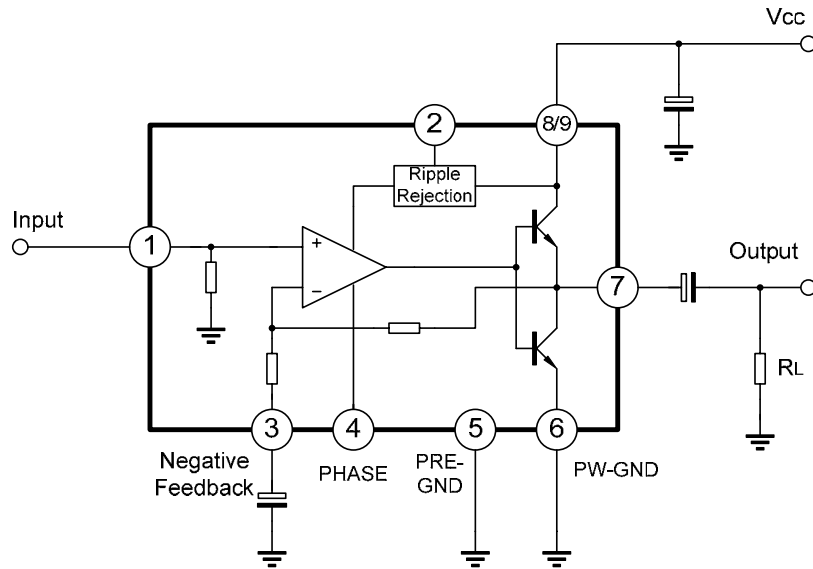 Vcc
2
8/9
Ripple
Rejection
Input
1
+
−
7
Output
RL
3
4
5
6
Negative
Feedback
PHASE
PRE-
GND
PW-GND